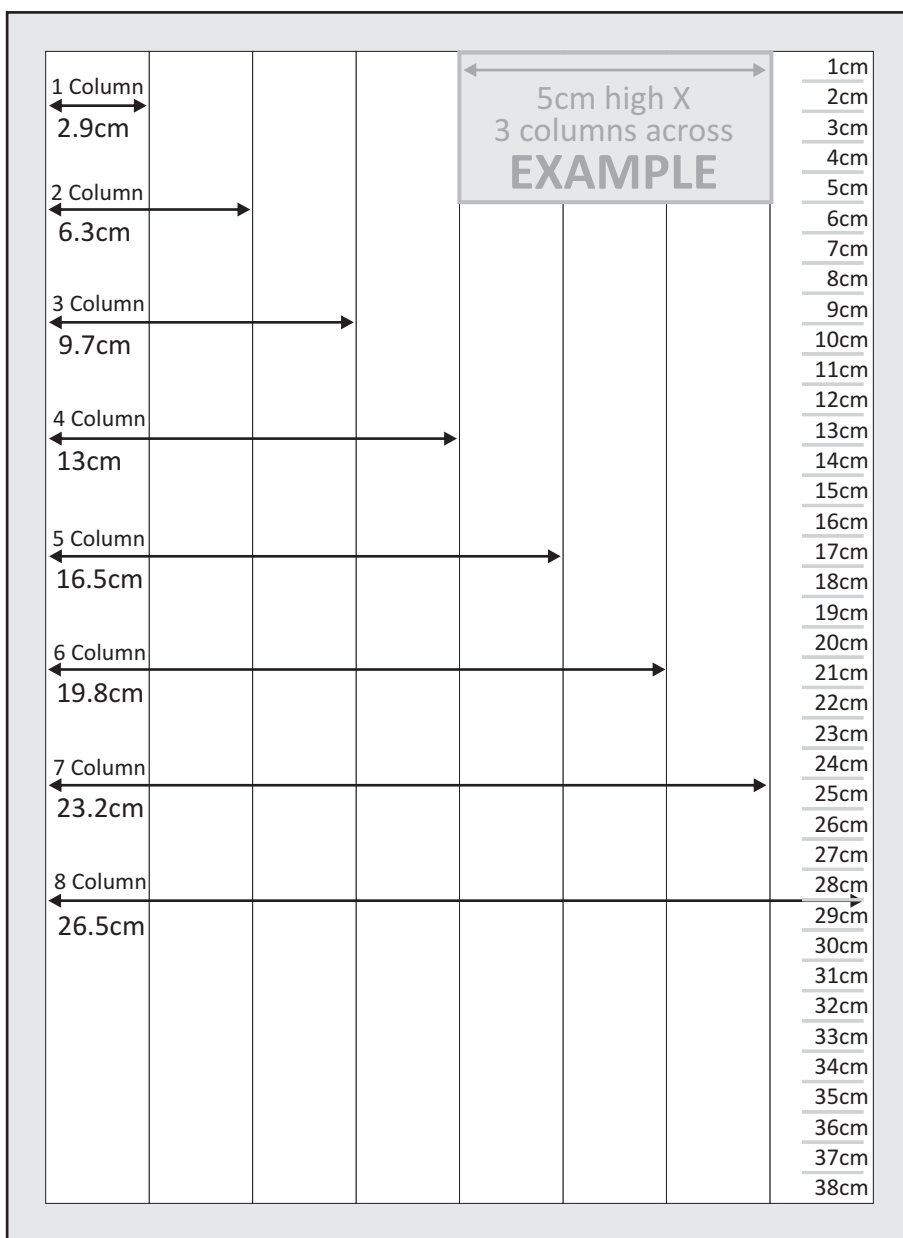 1 Column
2.9cm
2 Column
6.3cm
3 Column
9.7cm
4 Column
13cm
5 Column
16.5cm
6 Column
19.8cm
7 Column
23.2cm
8 Column
26.5cm
5cm high X
3 columns across
EXAMPLE
1cm
2cm
3cm
4cm
5cm
6cm
7cm
8cm
9cm
10cm
11cm
12cm
13cm
14cm
15cm
16cm
17cm
18cm
19cm
20cm
21cm
22cm
23cm
24cm
25cm
26cm
27cm
28cm
29cm
30cm
31cm
32cm
33cm
34cm
35cm
36cm
37cm
38cm